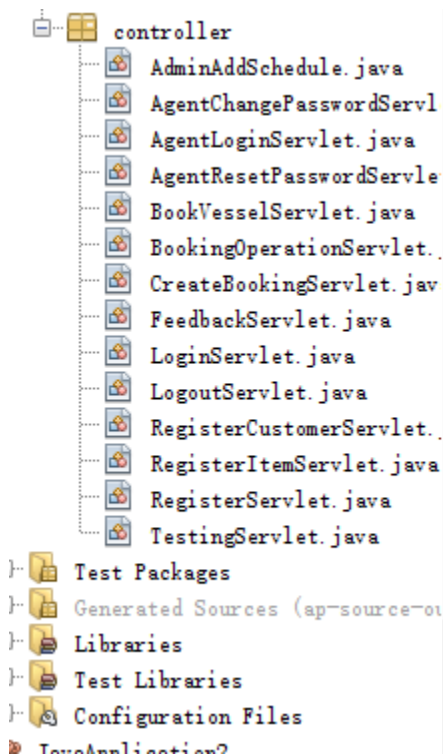 controller
AdminAddSchedule.java
AgentChangePasswordServl
AgentLoginServlet.java
AgentResetPasswordServle
BookVesselServlet.java
BookingOperationServlet.
CreateBookingServlet.jav
FeedbackServlet.java
LoginServlet.java
LogoutServlet.java
RegisterCustomerServlet.
RegisterItemServlet.java
RegisterServlet.java
TestingServlet.java
Test Packages
Generated Sources (ap-source-ou
Libraries
Test Libraries
Configuration Files
JavaApplication2